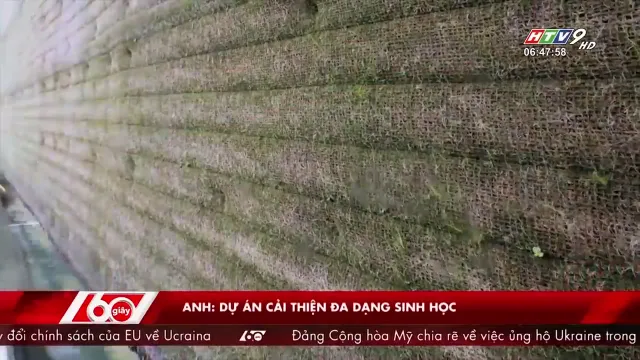 HTV9 HD
06:47:58
60 giây
ANH: DỰ ÁN CẢI THIỆN ĐA DẠNG SINH HỌC
y đổi chính sách của EU về Ucraina 60 Đảng Cộng hòa Mỹ chia rẽ về việc ủng hộ Ukraine trong